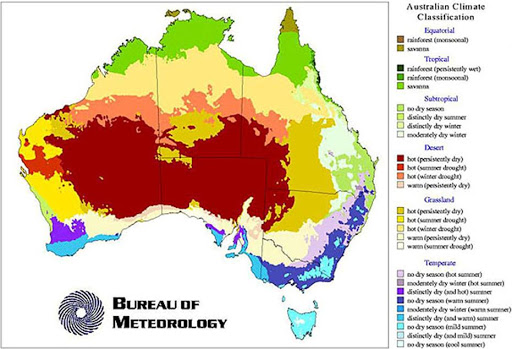 Australian Climate
Classification
Equatorial
rainforest (monsoonal)
savanna
Tropical
rainforest (persistently wet)
rainforest (monsoonal)
savanna
Subtropical
no dry season
distinctly dry summer
distinctly dry winter
moderately dry winter
Desert
hot (persistently dry)
hot (summer drought)
hot (winter drought)
warm (persistently dry)
Grassland
hot (persistently dry)
hot (summer drought)
hot (winter drought)
warm (persistently dry)
warm (summer drought)
Temperate
no dry season (hot summer)
moderately dry winter (hot summer)
distinctly dry (and hot) summer)
no dry season (warm summer)
moderately dry winter (warm summer)
distinctly dry (and warm) summer)
no dry season (mild summer)
distinctly dry (and mild) summer)
no dry season (cool summer)
BUREAU OF
METEOROLOGY